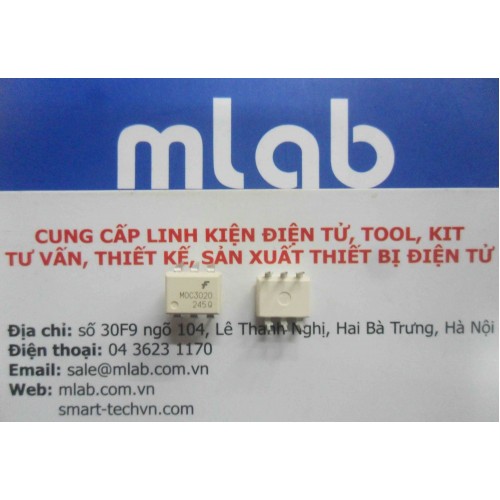 mlab
CUNG CẤP LINH KIỆN ĐIỆN TỬ, TOOL, KIT
TƯ VẤN, THIẾT KẾ, SẢN XUẤT THIẾT BỊ ĐIỆN TỬ
MOC3020
245Q
Địa chỉ: số 30F9 ngõ 104, Lê Thanh Nghị, Hai Bà Trưng, Hà Nội
Điện thoại: 04 3623 1170
Email: sale@mlab.com.vn
Web: mlab.com.vn
smart-techvn.com